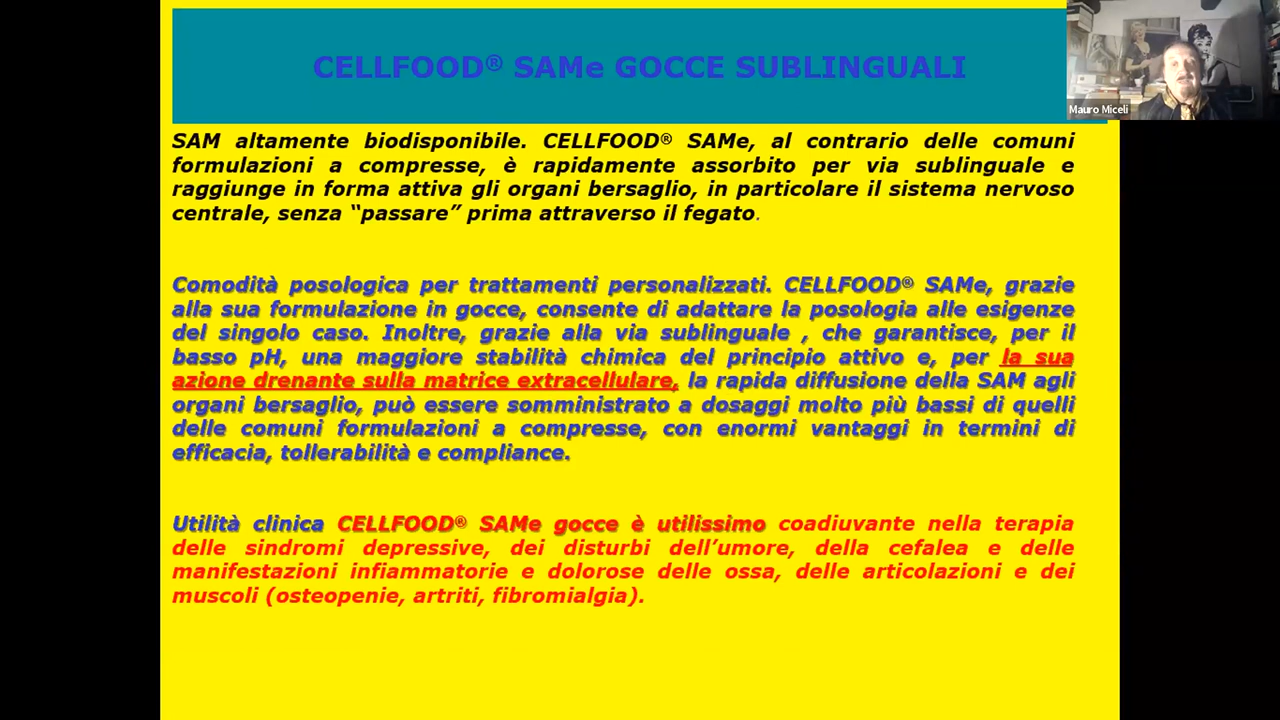 CELLFOOD® SAMe GOCCE SUBLINGUALI
Mauro Miceli
SAM altamente biodisponibile. CELLFOOD® SAMe, al contrario delle comuni
formulazioni a compresse, è rapidamente assorbito per via sublinguale e
raggiunge in forma attiva gli organi bersaglio, in particolare il sistema nervoso
centrale, senza “passare” prima attraverso il fegato.
Comodità posologica per trattamenti personalizzati. CELLFOOD® SAMe, grazie
alla sua formulazione in gocce, consente di adattare la posologia alle esigenze
del singolo caso. Inoltre, grazie alla via sublinguale , che garantisce, per il
basso pH, una maggiore stabilità chimica del principio attivo e, per la sua
azione drenante sulla matrice extracellulare, la rapida diffusione della SAM agli
organi bersaglio, può essere somministrato a dosaggi molto più bassi di quelli
delle comuni formulazioni a compresse, con enormi vantaggi in termini di
efficacia, tollerabilità e compliance.
Utilità clinica CELLFOOD® SAMe gocce è utilissimo coadiuvante nella terapia
delle sindromi depressive, dei disturbi dell’umore, della cefalea e delle
manifestazioni infiammatorie e dolorose delle ossa, delle articolazioni e dei
muscoli (osteopenie, artriti, fibromialgia).